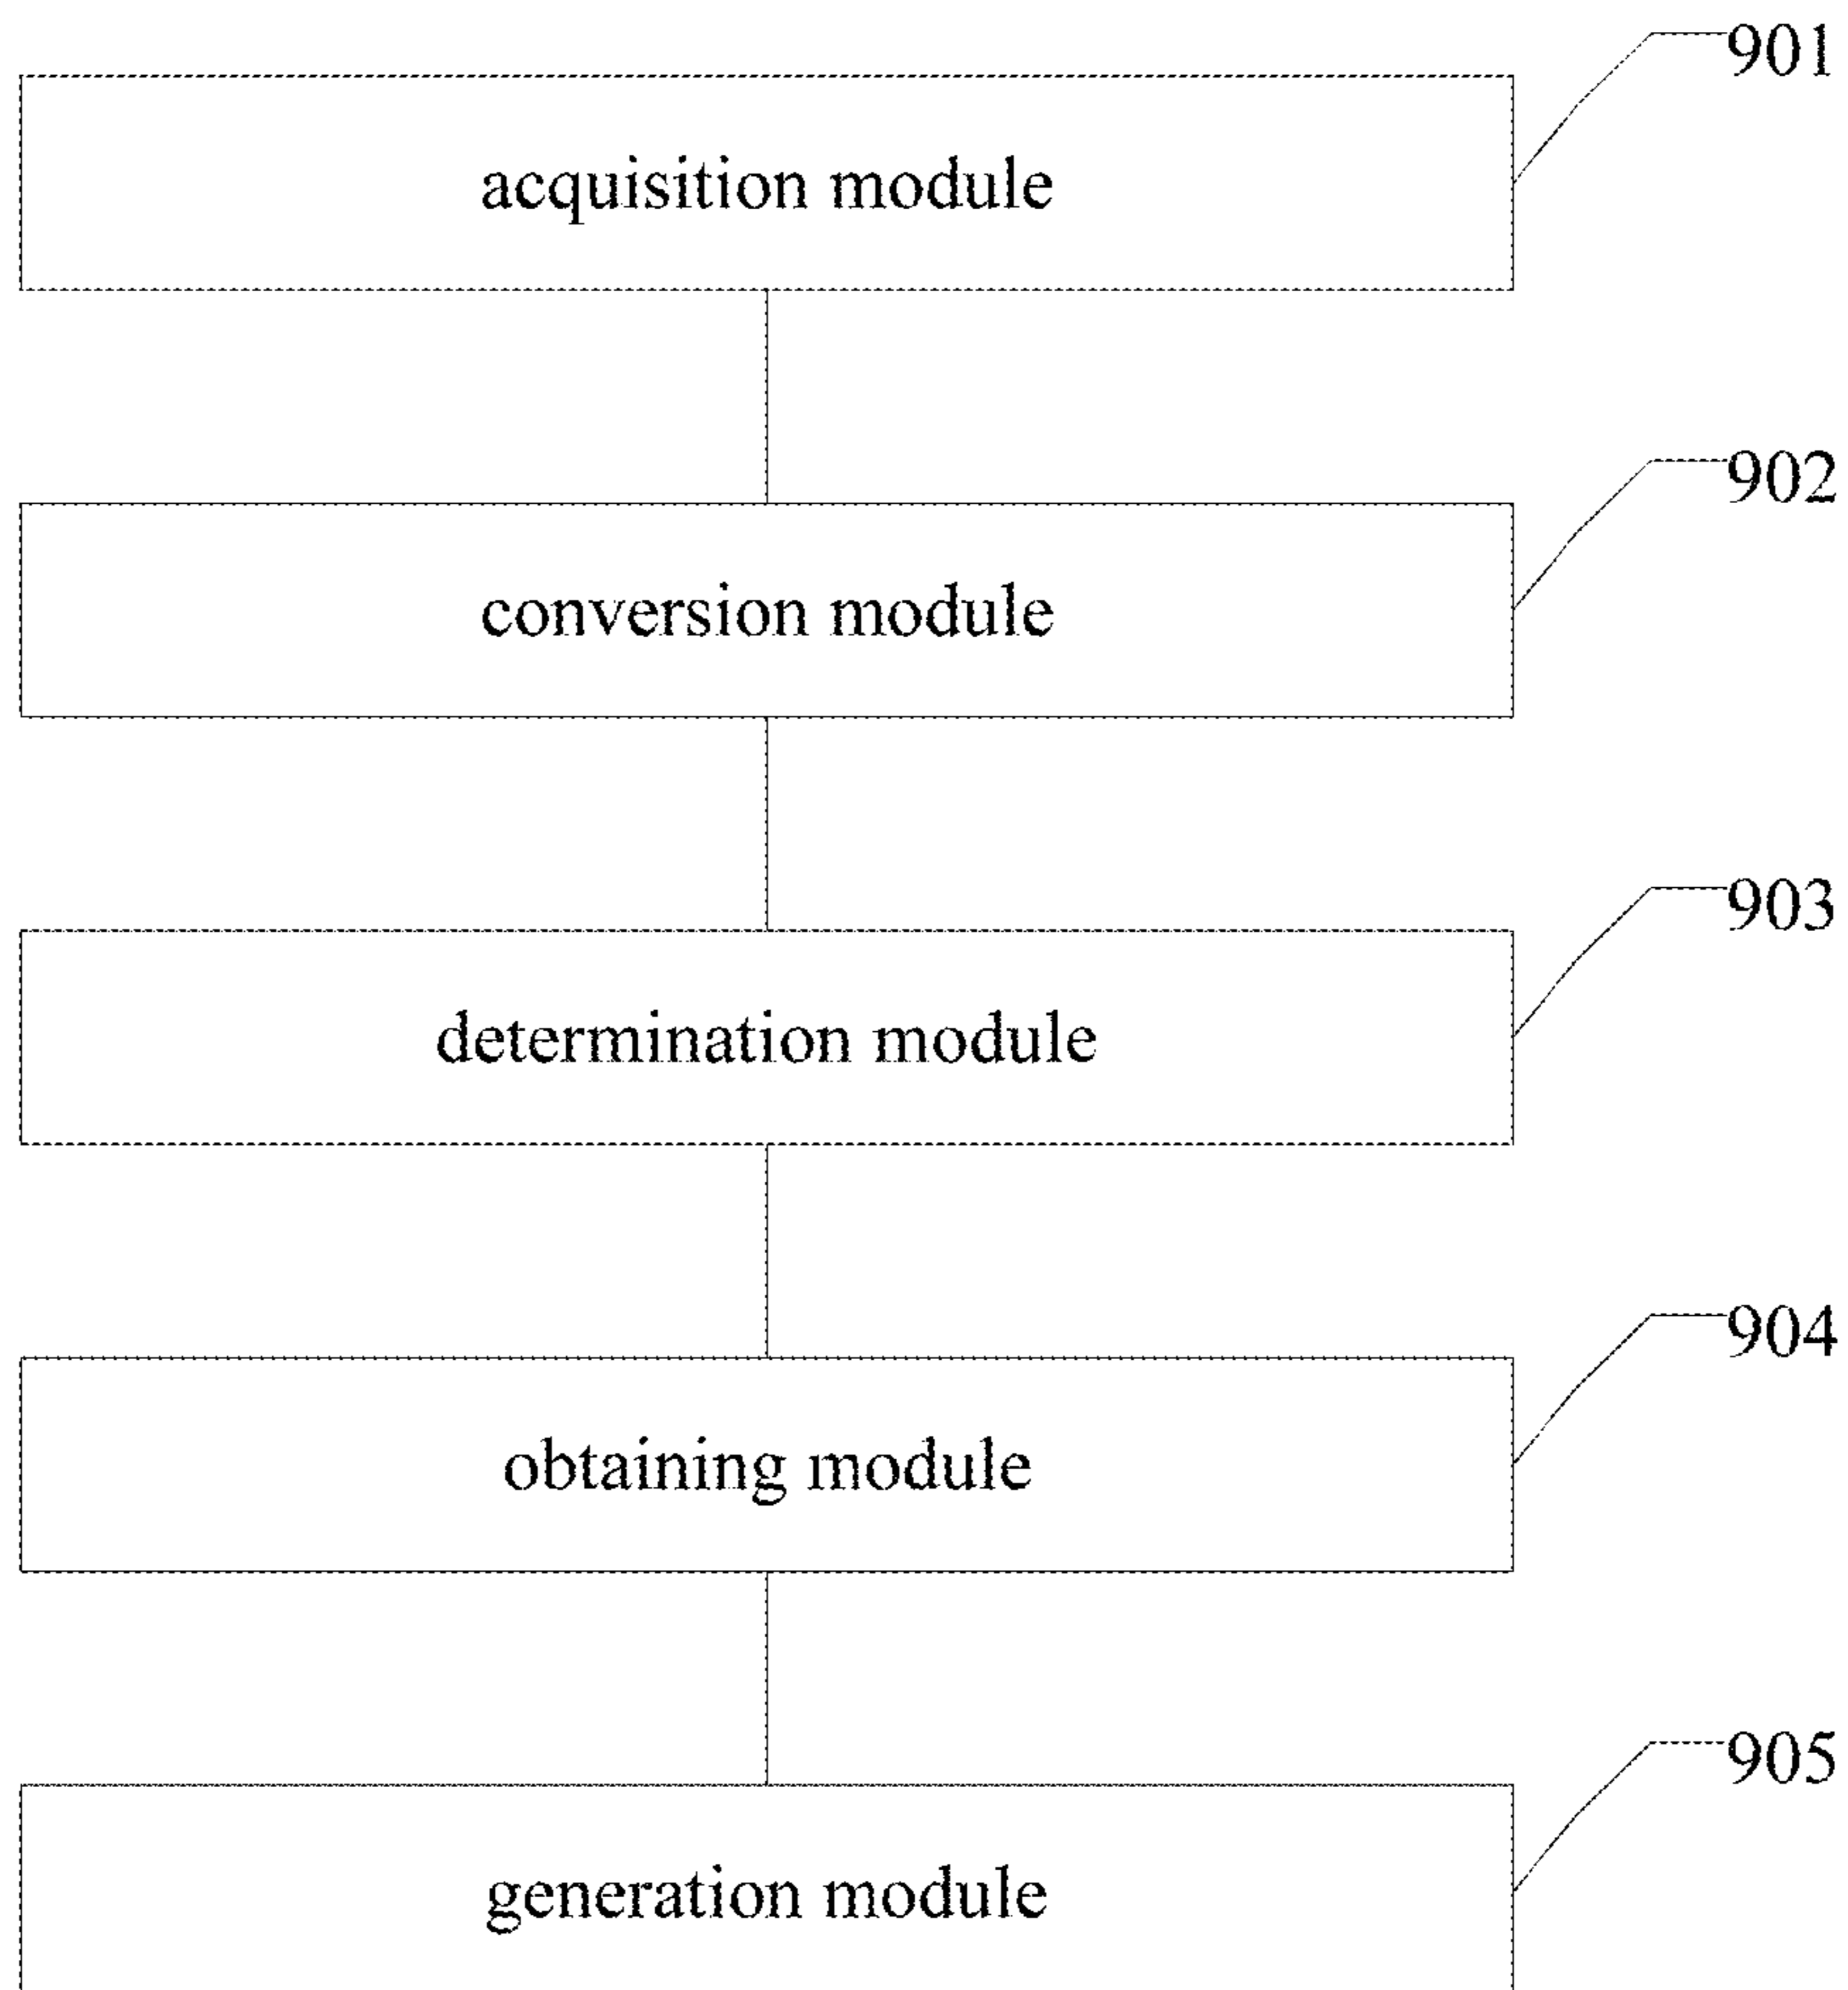 901
acquisition module
902
conversion module
903
determination module
904
obtaining module
905
generation module